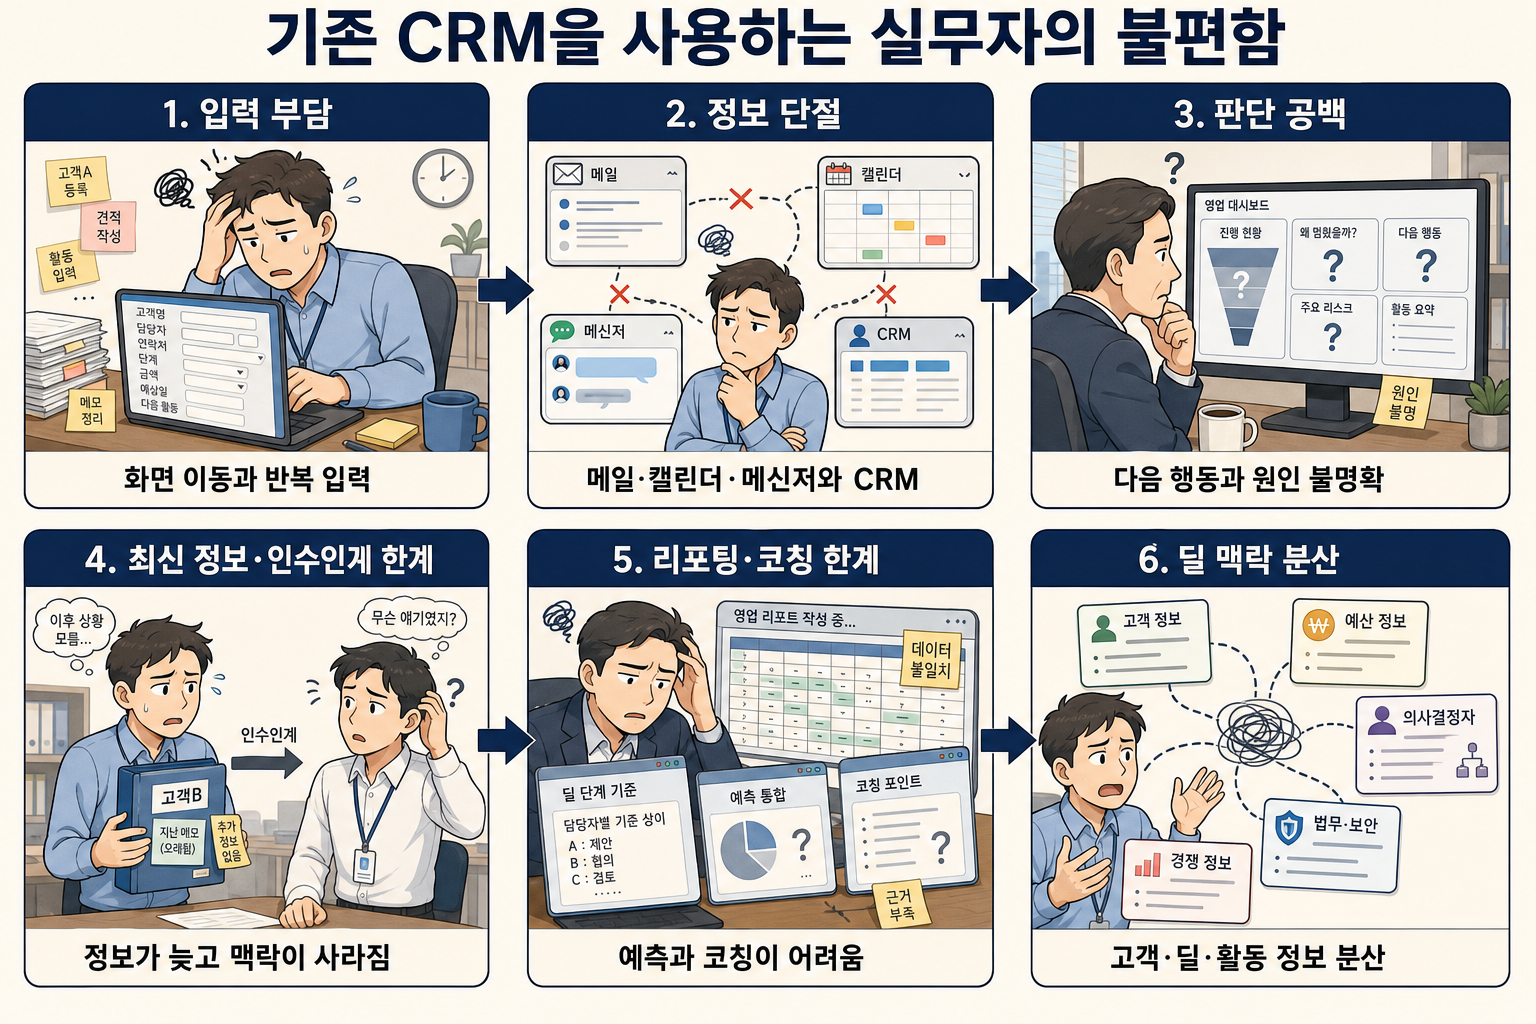 기존 CRM을 사용하는 실무자의 불편함
1. 입력 부담
고객A
등록
견적
작성
활동
입력
...
메모
정리
고객명
담당자
연락처
단계
금액
예상일
다음 활동
화면 이동과 반복 입력
2. 정보 단절
메일
캘린더
메신저
CRM
메일·캘린더·메신저와 CRM
3. 판단 공백
?
영업 대시보드
진행 현황
?
왜 멈췄을까?
?
다음 행동
?
주요 리스크
?
활동 요약
원인
불명
다음 행동과 원인 불명확
4. 최신 정보·인수인계 한계
이후 상황
모름...
무슨 얘기였지?
?
인수인계
고객B
지난 메모
(오래됨)
추가
정보
없음
정보가 늦고 맥락이 사라짐
5. 리포팅·코칭 한계
영업 리포트 작성 중...
데이터
불일치
딜 단계 기준
담당자별 기준 상이
A : 제안
B : 협의
C : 검토
.....
예측 통합
?
...
코칭 포인트
?
근거
부족
예측과 코칭이 어려움
6. 딜 맥락 분산
고객 정보
₩ 예산 정보
의사결정자
법무·보안
경쟁 정보
고객·딜·활동 정보 분산